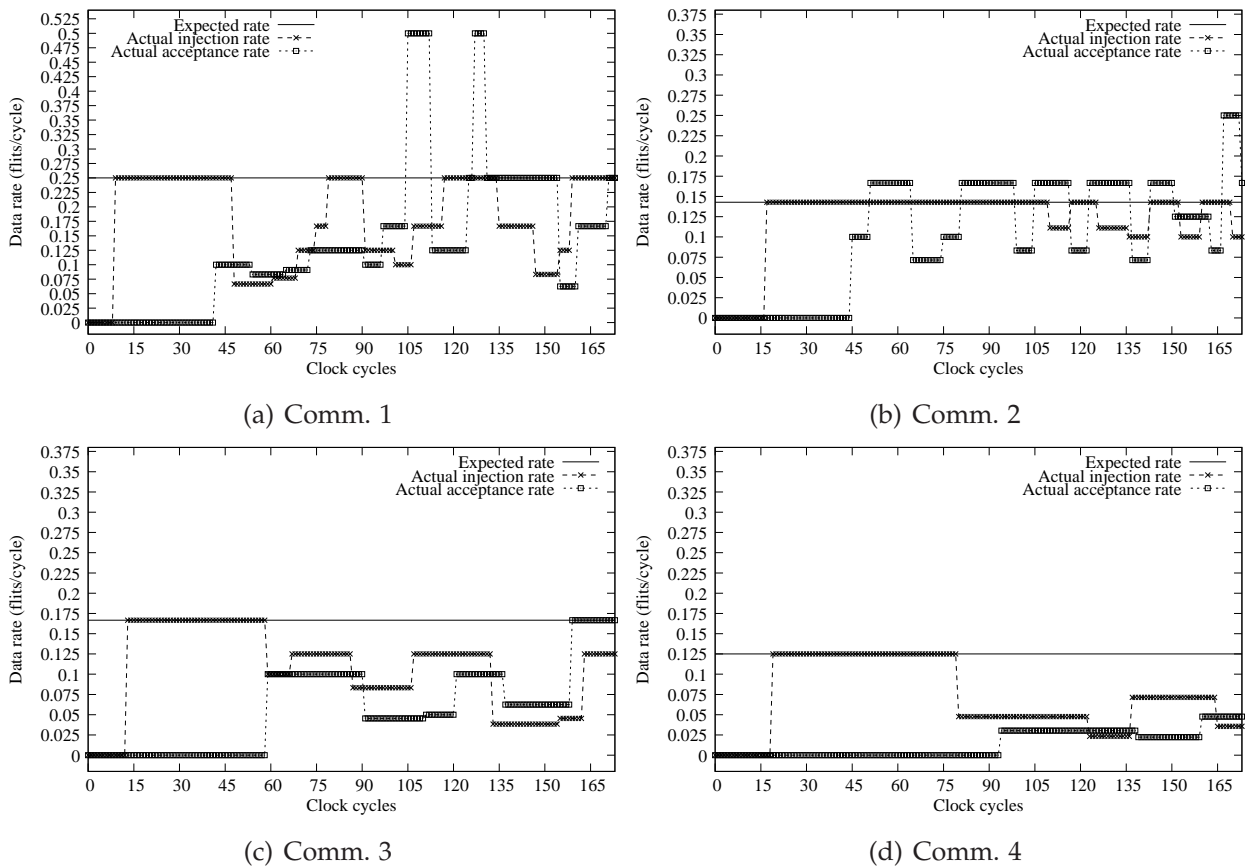 Expected rate
Actual injection rate
Actual acceptance rate
Data rate (flits/cycle)
0.525
0.5
0.475
0.45
0.425
0.4
0.375
0.35
0.325
0.3
0.275
0.25
0.225
0.2
0.175
0.15
0.125
0.1
0.075
0.05
0.025
0
0 15 30 45 60 75 90 105 120 135 150 165
Clock cycles
(a) Comm. 1
Expected rate
Actual injection rate
Actual acceptance rate
Data rate (flits/cycle)
0.375
0.35
0.325
0.3
0.275
0.25
0.225
0.2
0.175
0.15
0.125
0.1
0.075
0.05
0.025
0
0 15 30 45 60 75 90 105 120 135 150 165
Clock cycles
(b) Comm. 2
Expected rate
Actual injection rate
Actual acceptance rate
Data rate (flits/cycle)
0.375
0.35
0.325
0.3
0.275
0.25
0.225
0.2
0.175
0.15
0.125
0.1
0.075
0.05
0.025
0
0 15 30 45 60 75 90 105 120 135 150 165
Clock cycles
(c) Comm. 3
Expected rate
Actual injection rate
Actual acceptance rate
Data rate (flits/cycle)
0.375
0.35
0.325
0.3
0.275
0.25
0.225
0.2
0.175
0.15
0.125
0.1
0.075
0.05
0.025
0
0 15 30 45 60 75 90 105 120 135 150 165
Clock cycles
(d) Comm. 4